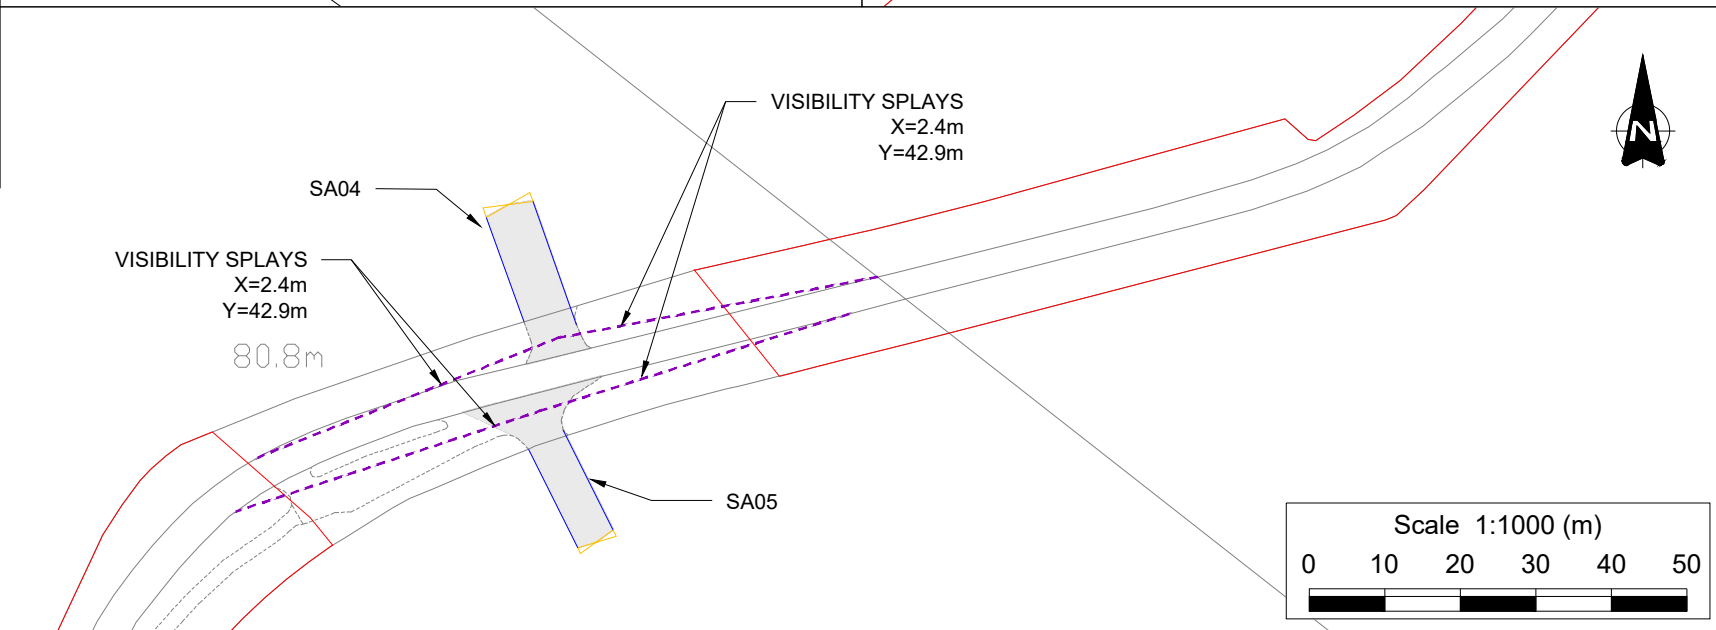 VISIBILITY SPLAYS
X=2.4m
Y=42.9m
N
SA04
VISIBILITY SPLAYS
X=2.4m
Y=42.9m
80.8m
SA05
Scale 1:1000 (m)
0 10 20 30 40 50